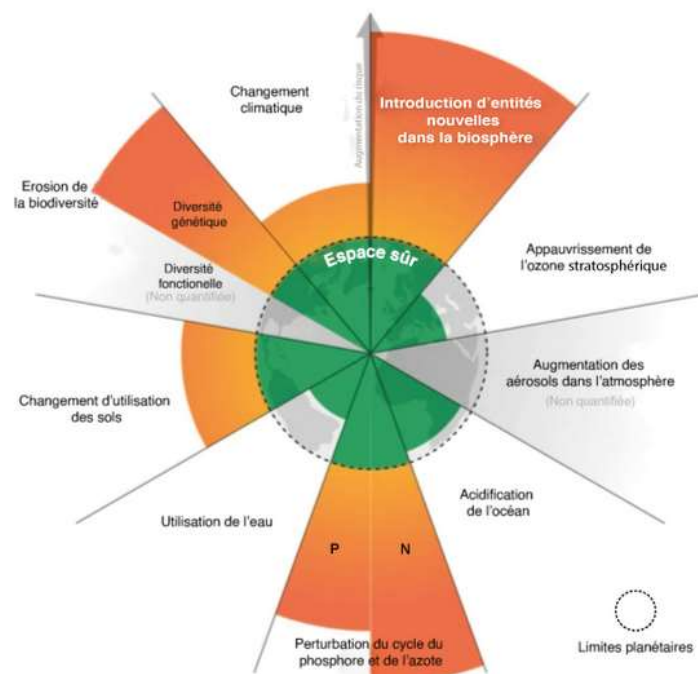 Changement
climatique
Augmentation du risque
Introduction d'entités
nouvelles
dans la biosphère
Erosion de
la biodiversité
Diversité
génétique
Espace sûr
Diversité
fonctionelle
(Non quantifiée)
Appauvrissement de
l'ozone stratosphérique
Augmentation des
aérosols dans l'atmosphère
(Non quantifiée)
Changement d'utilisation
des sols
Acidification
de l'océan
Utilisation de l'eau
P
N
Perturbation du cycle du
phosphore et de l'azote
Limites planétaires